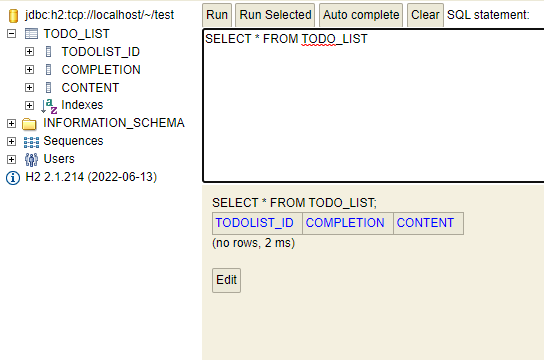 jdbc:h2:tcp://localhost/~/test
TODO_LIST
TODOLIST_ID
COMPLETION
CONTENT
Indexes
INFORMATION_SCHEMA
Sequences
Users
H2 2.1.214 (2022-06-13)
Run Run Selected Auto complete Clear SQL statement:
SELECT * FROM TODO_LIST
SELECT * FROM TODO_LIST;
TODOLIST_ID COMPLETION CONTENT
(no rows, 2 ms)
Edit